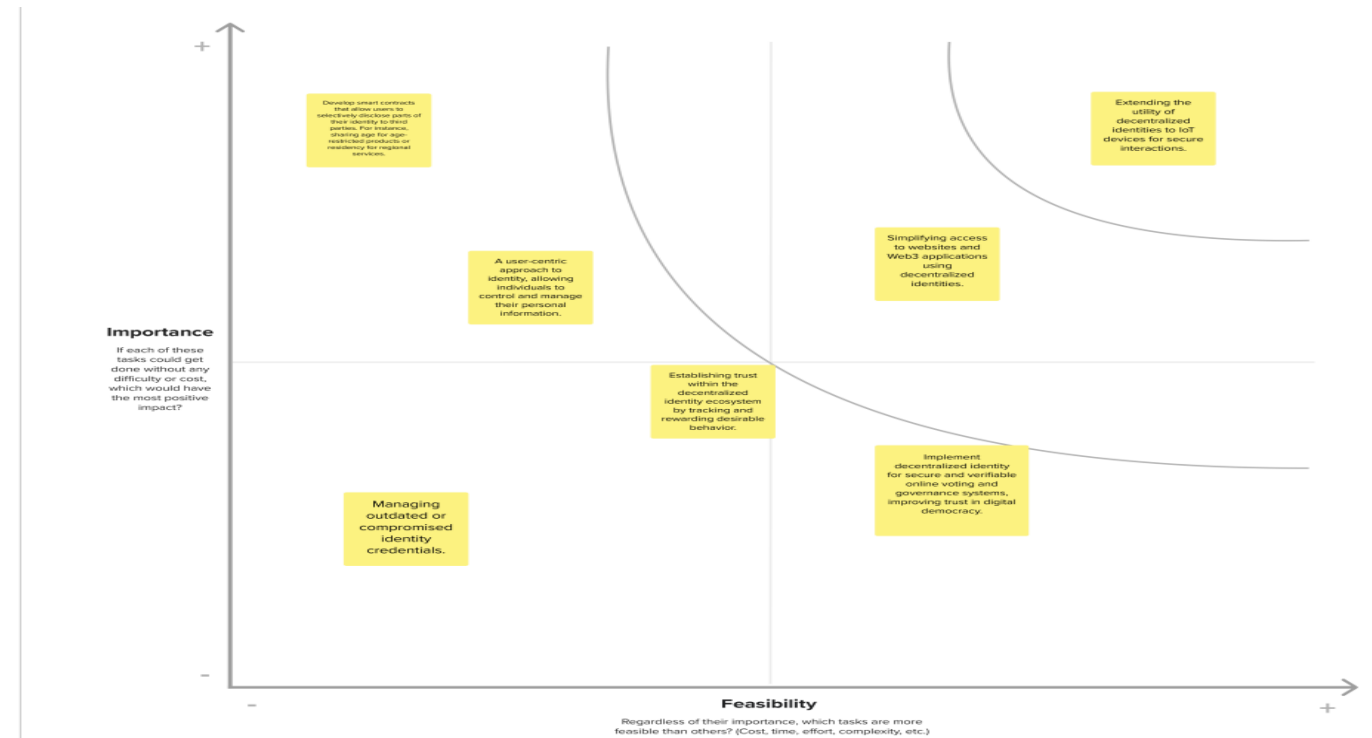 +
Develop smart contracts
that allow users to
selectively disclose parts of
their identity to third
parties. For instance,
sharing age for age-
restricted products or
residency for regional
services.
Extending the
utility of
decentralized
identities to IoT
devices for secure
interactions.
Simplifying access
to websites and
Web3 applications
using
decentralized
identities.
A user-centric
approach to
identity, allowing
individuals to
control and manage
their personal
information.
Importance
If each of these
tasks could get
done without any
difficulty or cost,
which would have
the most positive
impact?
Establishing trust
within the
decentralized
identity ecosystem
by tracking and
rewarding desirable
behavior.
Implement
decentralized identity
for secure and verifiable
online voting and
governance systems,
improving trust in digital
democracy.
Managing
outdated or
compromised
identity
credentials.
-
-
Feasibility
+
Regardless of their importance, which tasks are more
feasible than others? (Cost, time, effort, complexity, etc.)